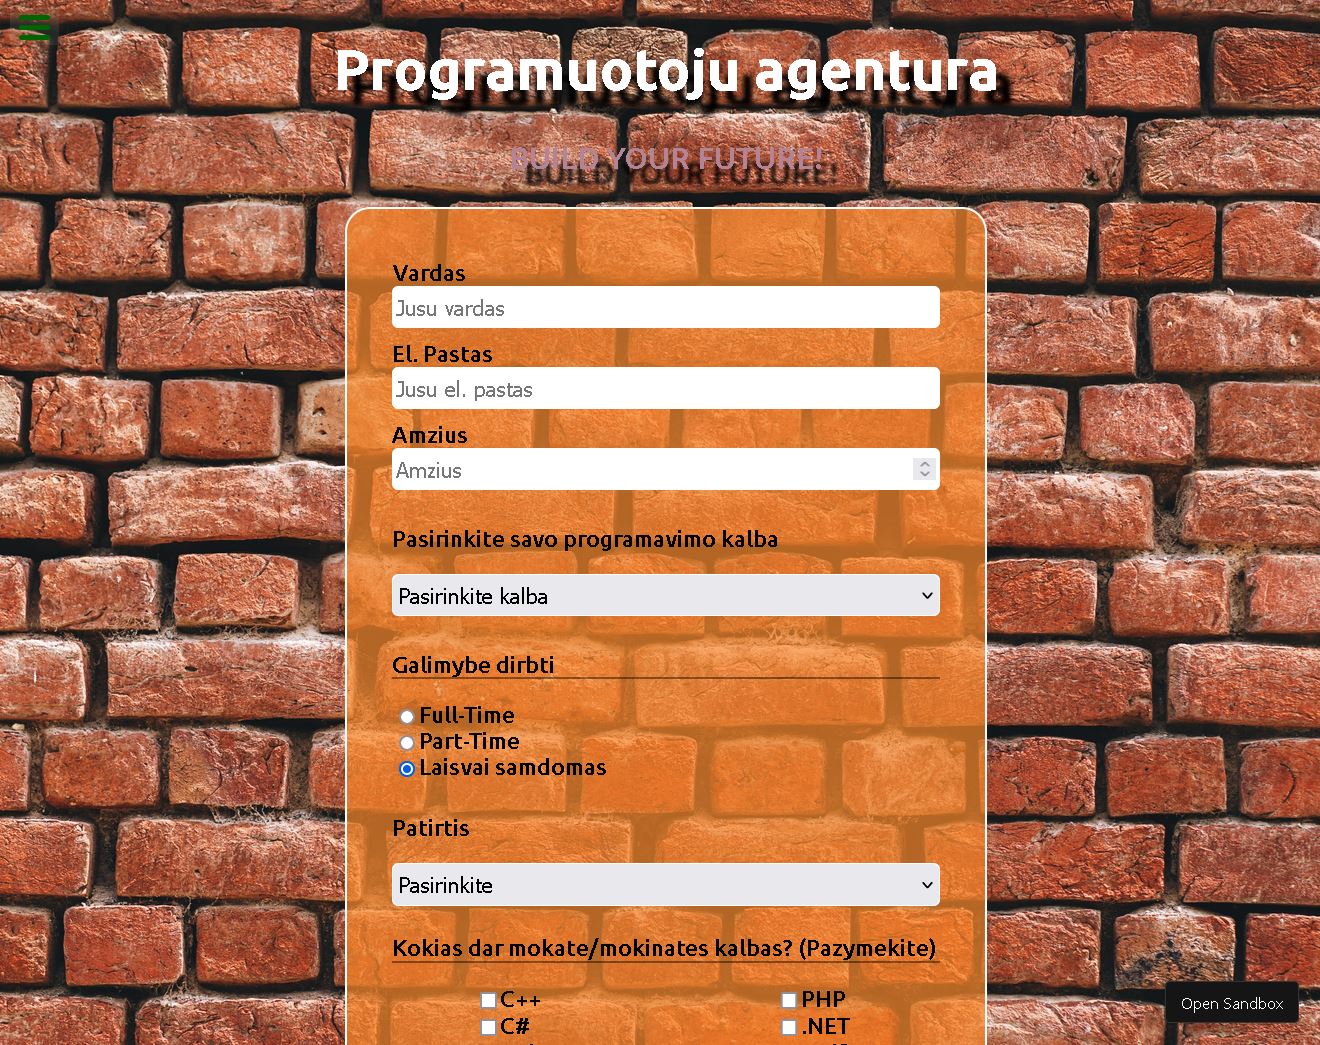 Programuotoju agentura
BUILD YOUR FUTURE!
Vardas
Jusu vardas
El. Pastas
Jusu el. pastas
Amzius
Amzius
Pasirinkite savo programavimo kalba
Pasirinkite kalba
Galimybe dirbti
Full-Time
Part-Time
Laisvai samdomas
Patirtis
Pasirinkite
Kokias dar mokate/mokinates kalbas? (Pazymekite)
C++ PHP
C# .NET
Open Sandbox